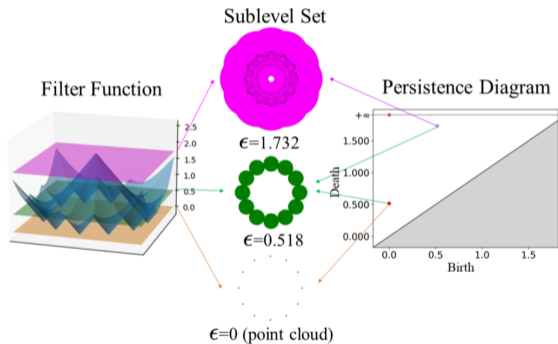 Sublevel Set
Filter Function
Persistence Diagram
2.5
2.0
1.5
1.0
0.5
0.0
ϵ=1.732
ϵ=0.518
ϵ=0 (point cloud)
+∞
1.500
1.000
0.500
0.000
Death
0.0
0.5
1.0
1.5
Birth